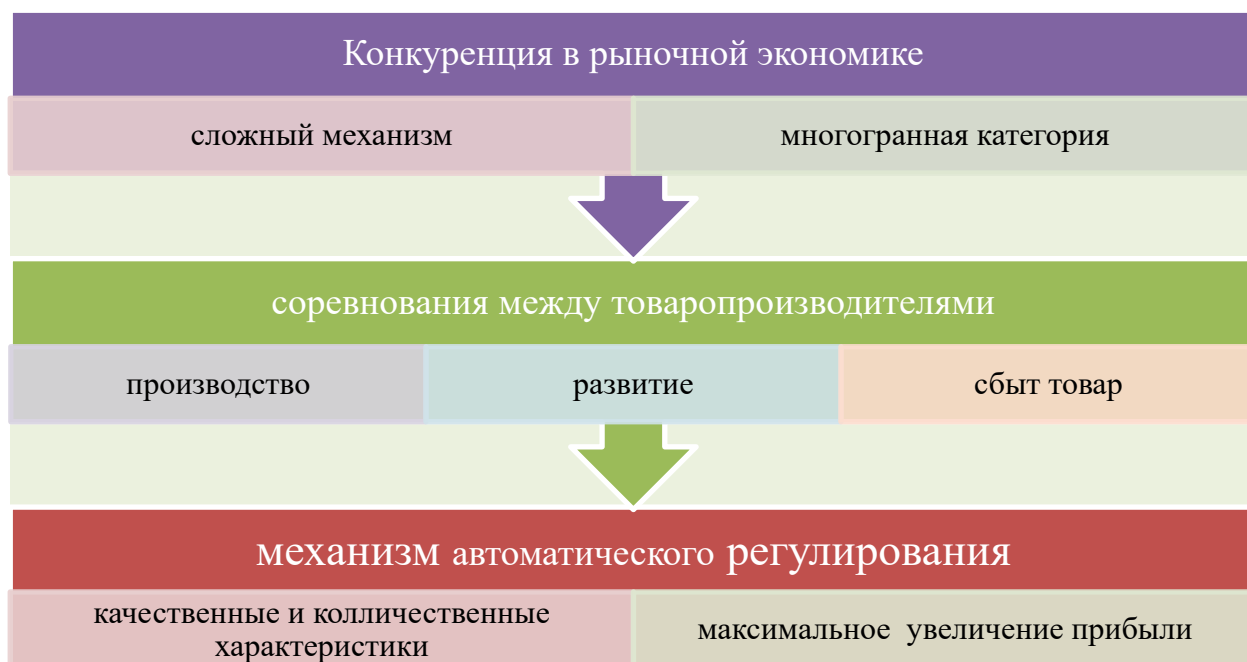 Конкуренция в рыночной экономике
сложный механизм
многогранная категория
соревнования между товаропроизводителями
производство
развитие
сбыт товар
механизм автоматического регулирования
качественные и колличественные
характеристики
максимальное увеличение прибыли